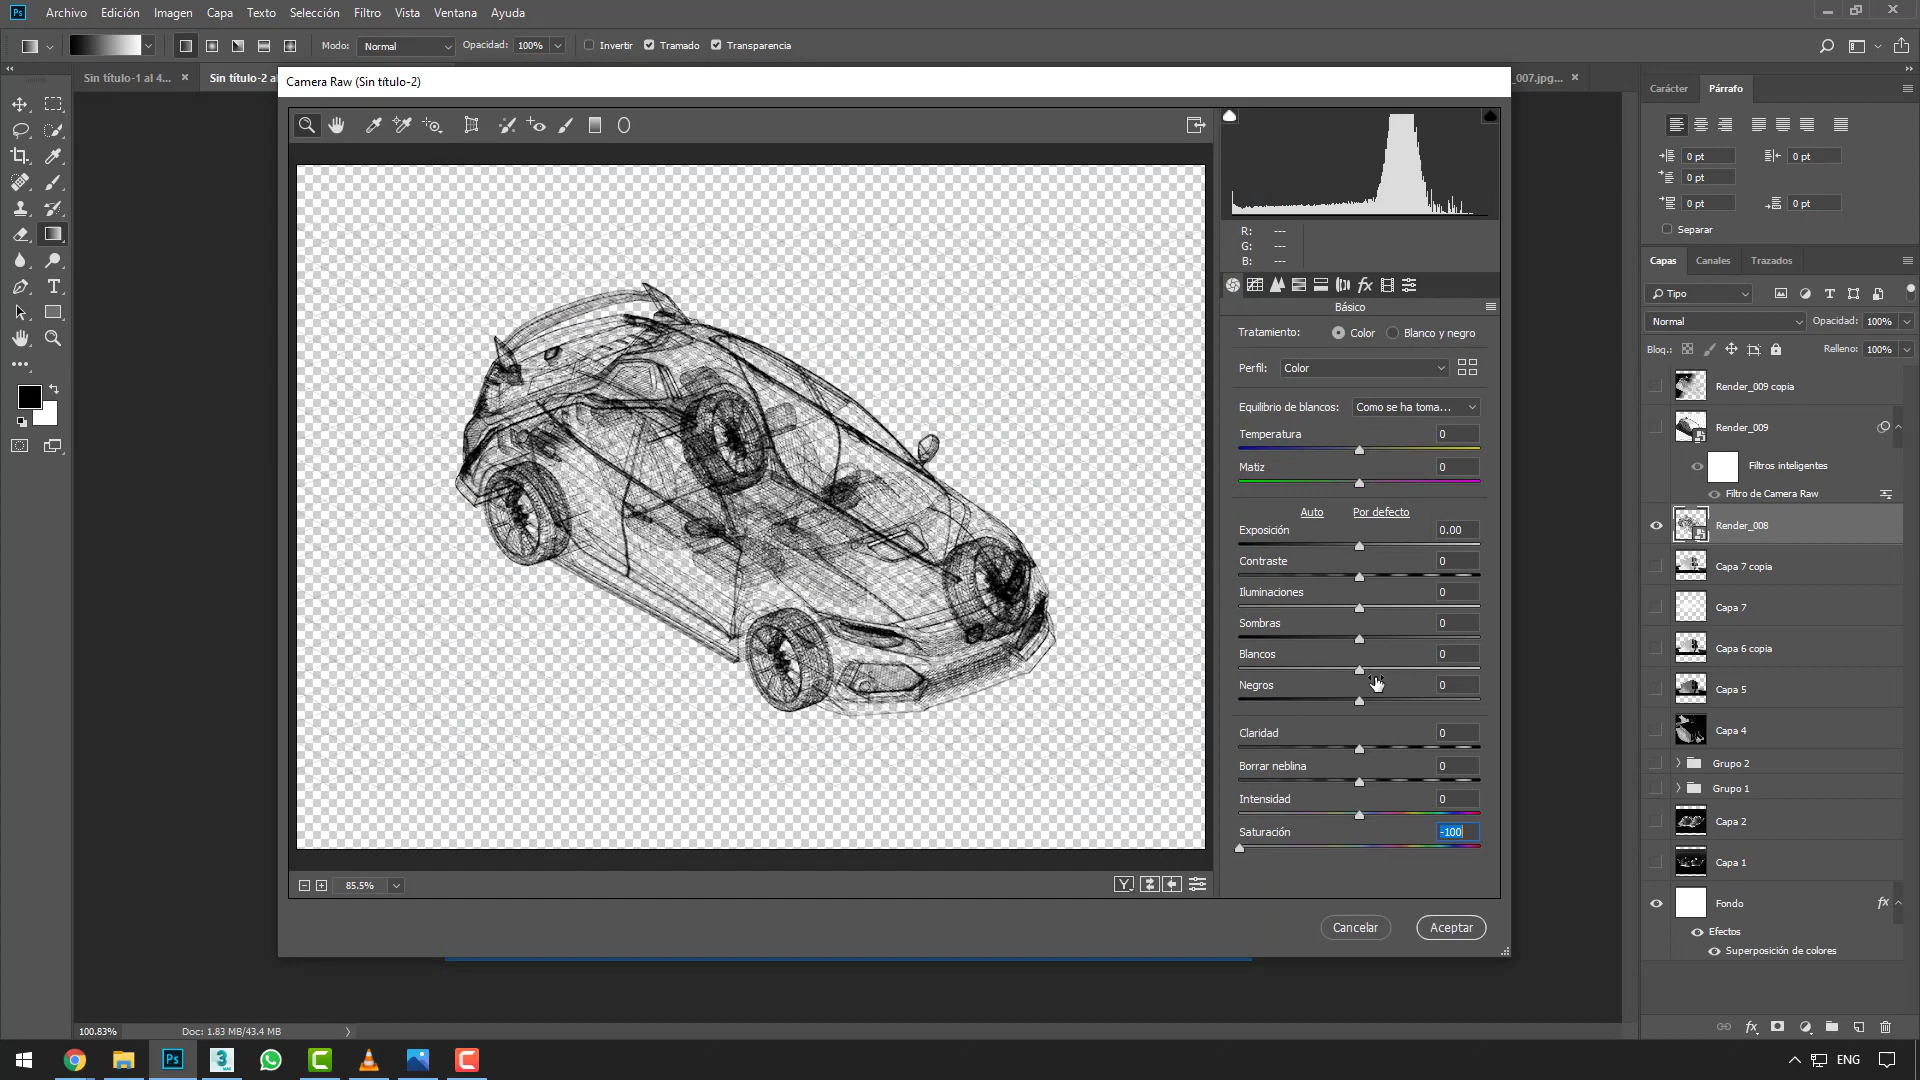 Ps Archivo Edición Imagen Capa Texto Selección Filtro Vista Ventana Ayuda
Modo: Normal Opacidad: 100% Invertir Tramado Transparencia
Sin título-1 al 4... × Sin título-2 al _007.jpg... ×
Camera Raw (Sin título-2)
R: ---
G: ---
B: ---
Básico
Tratamiento: Color Blanco y negro
Perfil: Color
Equilibrio de blancos: Como se ha toma...
Temperatura 0
Matiz 0
Auto Por defecto
Exposición 0.00
Contraste 0
Iluminaciones 0
Sombras 0
Blancos 0
Negros 0
Claridad 0
Borrar neblina 0
Intensidad 0
Saturación -100
85.5%
Y
Cancelar Aceptar
Carácter Párrafo
0 pt 0 pt
0 pt
0 pt 0 pt
Separar
Capas Canales Trazados
Tipo
Normal Opacidad: 100%
Bloq.: Relleno: 100%
Render_009 copia
Render_009
Filtros inteligentes
Filtro de Camera Raw
Render_008
Capa 7 copia
Capa 7
Capa 6 copia
Capa 5
Capa 4
Grupo 2
Grupo 1
Capa 2
Capa 1
Fondo fx
Efectos
Superposición de colores
100.83% Doc: 1.83 MB/43.4 MB
Ps 3 C C ENG